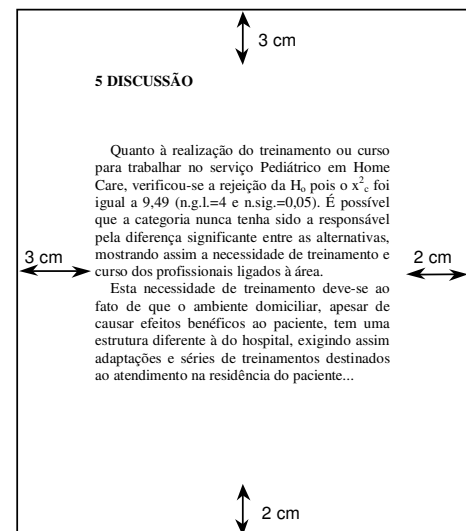 3 cm
5 DISCUSSÃO
Quanto à realização do treinamento ou curso
para trabalhar no serviço Pediátrico em Home
Care, verificou-se a rejeição da Hₒ pois o x²c foi
igual a 9,49 (n.g.l.=4 e n.sig.=0,05). É possível
que a categoria nunca tenha sido a responsável
pela diferença significante entre as alternativas,
mostrando assim a necessidade de treinamento e
curso dos profissionais ligados à área.
3 cm
2 cm
Esta necessidade de treinamento deve-se ao
fato de que o ambiente domiciliar, apesar de
causar efeitos benéficos ao paciente, tem uma
estrutura diferente à do hospital, exigindo assim
adaptações e séries de treinamentos destinados
ao atendimento na residência do paciente...
2 cm